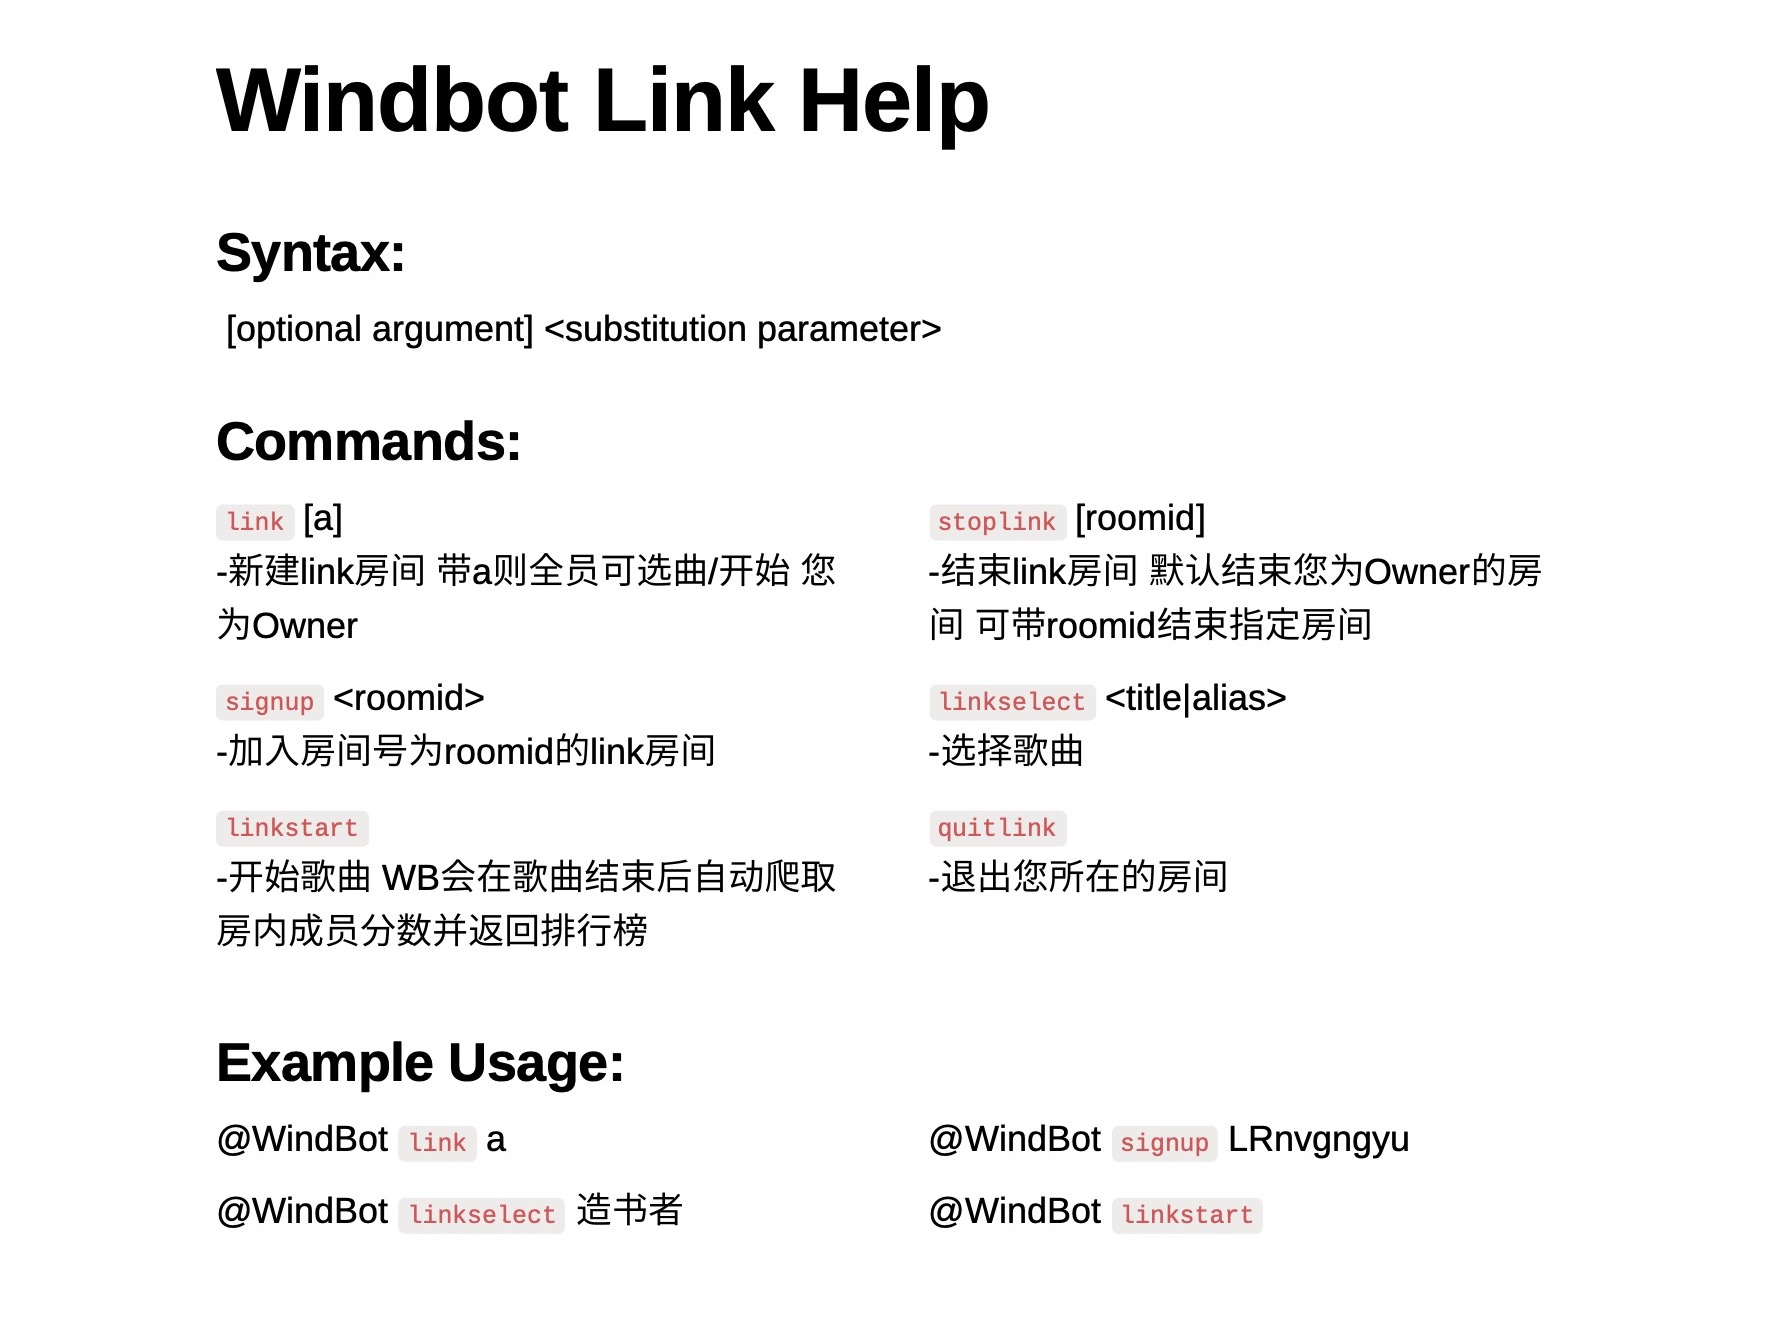 Windbot Link Help
Syntax:
[optional argument] <substitution parameter>
Commands:
link [a]
-新建link房间 带a则全员可选曲/开始 您
为Owner
stoplink [roomid]
-结束link房间 默认结束您为Owner的房
间 可带roomid结束指定房间
signup <roomid>
-加入房间号为roomid的link房间
linkselect <title|alias>
-选择歌曲
linkstart
-开始歌曲 WB会在歌曲结束后自动爬取
房内成员分数并返回排行榜
quitlink
-退出您所在的房间
Example Usage:
@WindBot link a
@WindBot signup LRnvgngyu
@WindBot linkselect 造书者
@WindBot linkstart